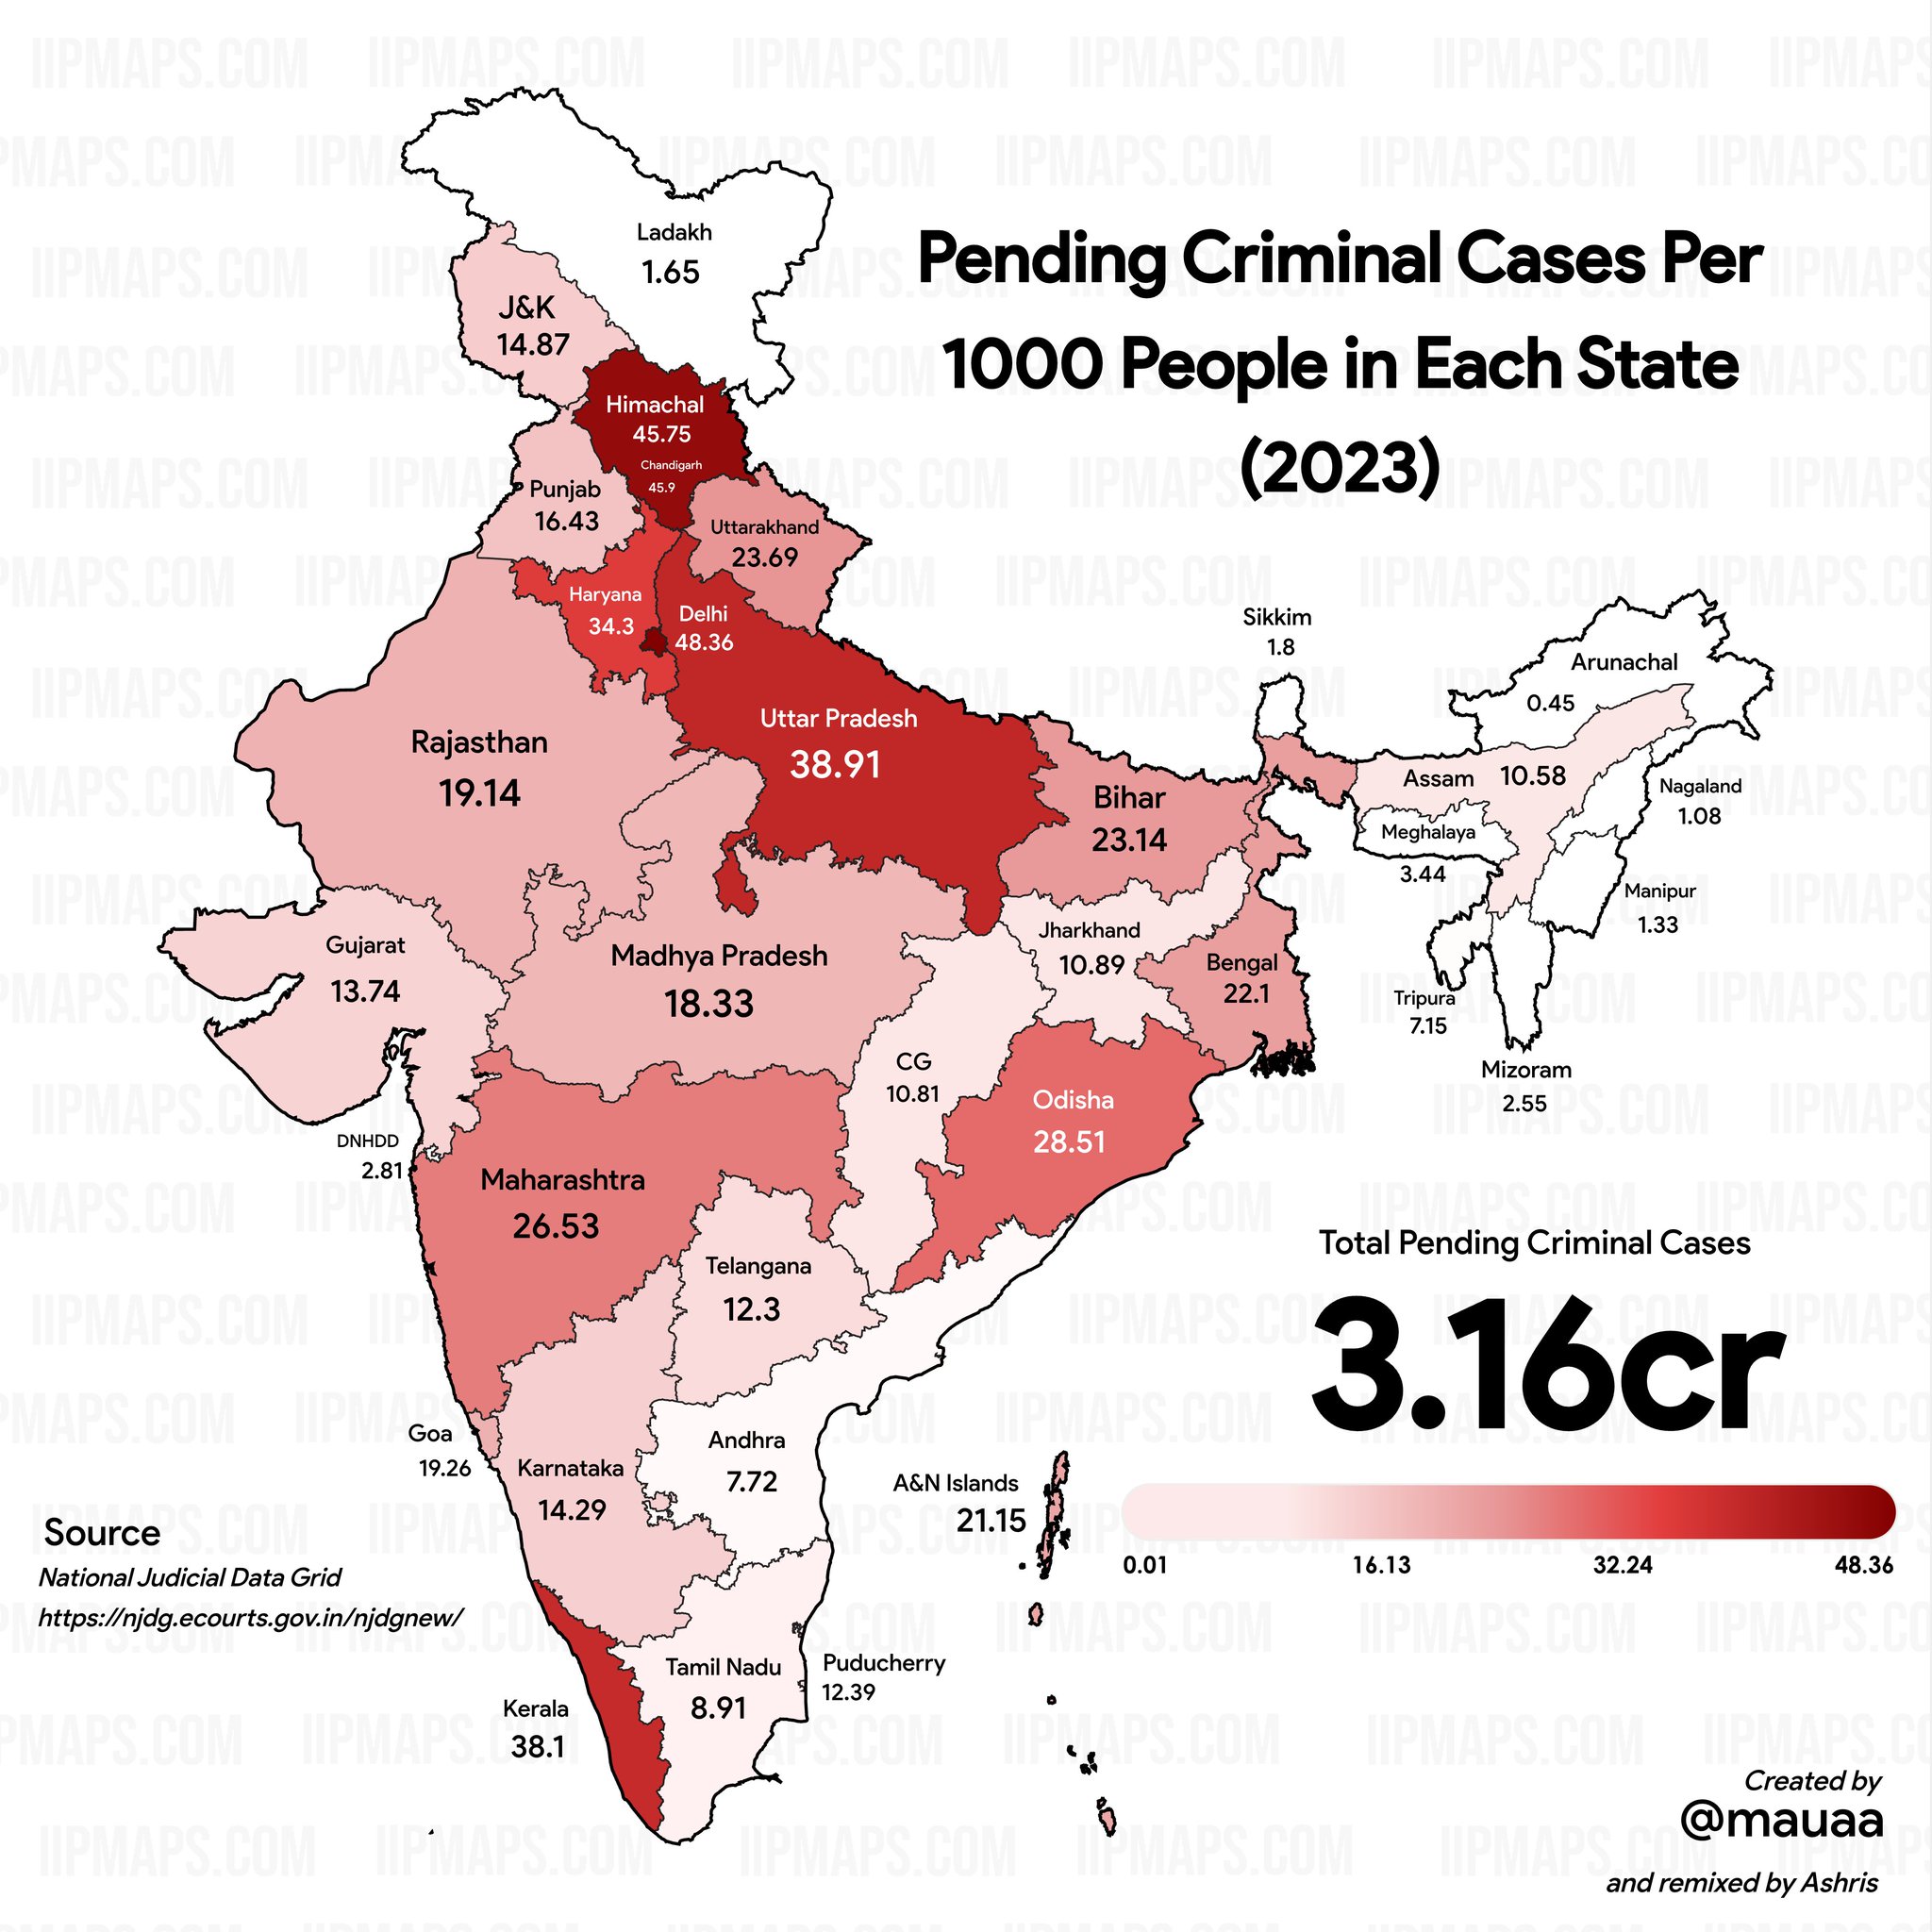 IIPMAPS.COM
Pending Criminal Cases Per
1000 People in Each State
(2023)
Ladakh
1.65
J&K
14.87
Himachal
45.75
Chandigarh
45.9
Punjab
16.43
Uttarakhand
23.69
Haryana
34.3
Delhi
48.36
Uttar Pradesh
38.91
Rajasthan
19.14
Bihar
23.14
Sikkim
1.8
Arunachal
0.45
Assam
10.58
Nagaland
1.08
Meghalaya
3.44
Manipur
1.33
Tripura
7.15
Mizoram
2.55
Gujarat
13.74
Madhya Pradesh
18.33
Jharkhand
10.89
Bengal
22.1
CG
10.81
Odisha
28.51
DNHDD
2.81
Maharashtra
26.53
Telangana
12.3
Goa
19.26
Karnataka
14.29
Andhra
7.72
A&N Islands
21.15
Tamil Nadu
8.91
Puducherry
12.39
Kerala
38.1
Total Pending Criminal Cases
3.16cr
0.01
16.13
32.24
48.36
Source
National Judicial Data Grid
https://njdg.ecourts.gov.in/njdgnew/
Created by
@mauaa
and remixed by Ashris